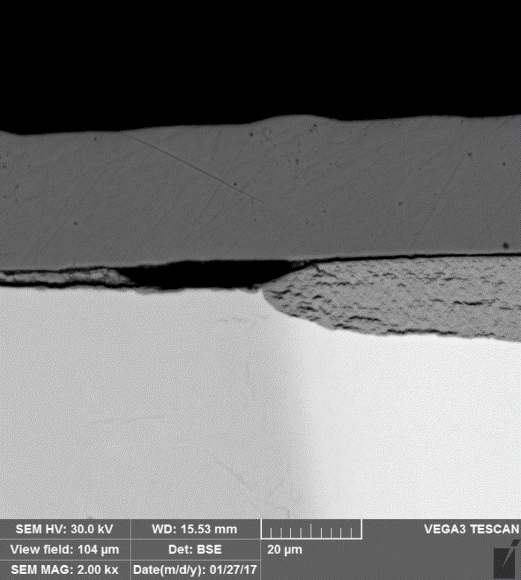 SEM HV: 30.0 kV WD: 15.53 mm VEGA3 TESCAN
View field: 104 µm Det: BSE 20 µm
SEM MAG: 2.00 kx Date(m/d/y): 01/27/17